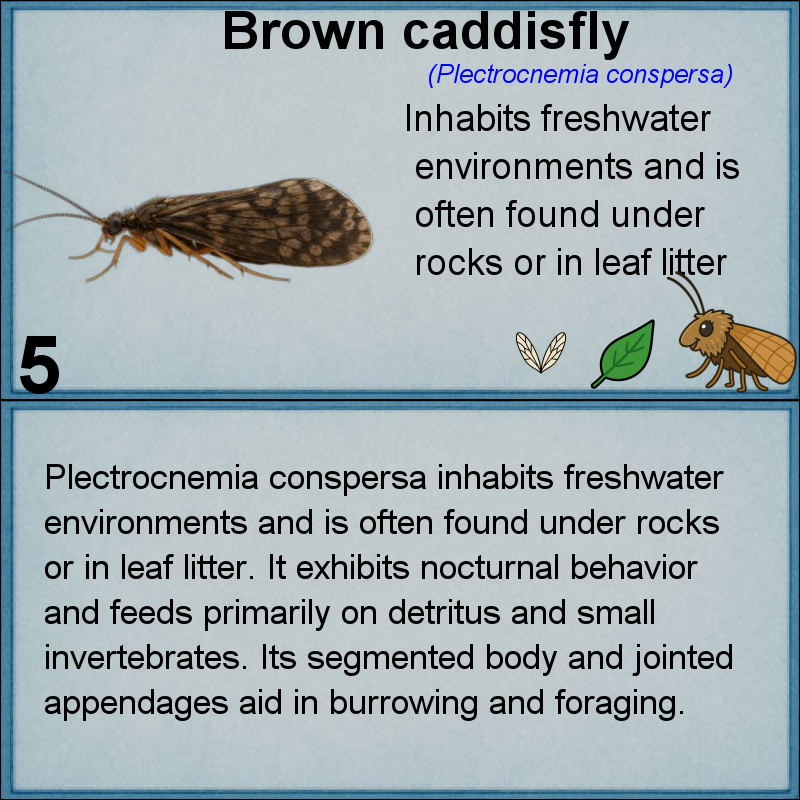 Brown caddisfly
(Plectrocnemia conspersa)
Inhabits freshwater
environments and is
often found under
rocks or in leaf litter
5
Plectrocnemia conspersa inhabits freshwater
environments and is often found under rocks
or in leaf litter. It exhibits nocturnal behavior
and feeds primarily on detritus and small
invertebrates. Its segmented body and jointed
appendages aid in burrowing and foraging.